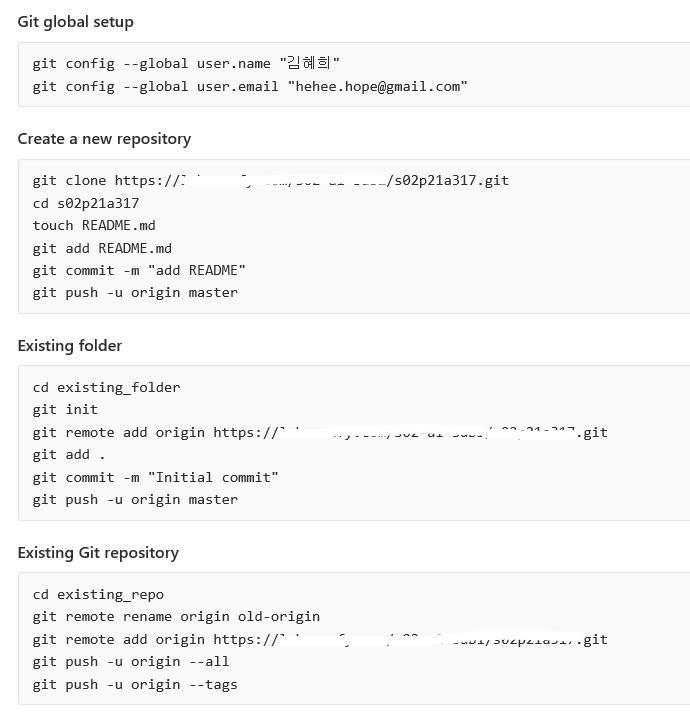 Git global setup
git config --global user.name "김혜희"
git config --global user.email "hehee.hope@gmail.com"
Create a new repository
git clone https:// /s02p21a317.git
cd s02p21a317
touch README.md
git add README.md
git commit -m "add README"
git push -u origin master
Existing folder
cd existing_folder
git init
git remote add origin https:// .git
git add .
git commit -m "Initial commit"
git push -u origin master
Existing Git repository
cd existing_repo
git remote rename origin old-origin
git remote add origin https:// .git
git push -u origin --all
git push -u origin --tags